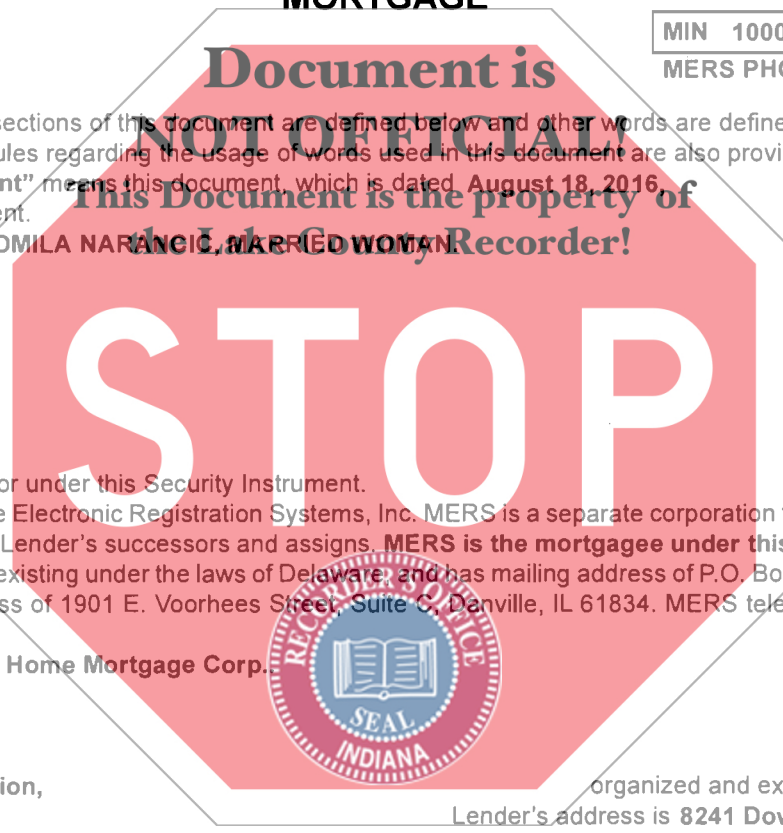 MORTGAGE
MIN 1000
Document is
MERS PHO
NOT OFFICIAL!
sections of this document are defined below and other words are define
ules regarding the usage of words used in this document are also provi
nt” means this document, which is dated August 18, 2016,
This Document is the property of
ent.
OMILA NARANCIC, MARRIED WOMAN.
the Lake County Recorder!
STOP
or under this Security Instrument.
e Electronic Registration Systems, Inc. MERS is a separate corporation
Lender's successors and assigns. MERS is the mortgagee under this
existing under the laws of Delaware, and has mailing address of P.O. Bo
ss of 1901 E. Voorhees Street, Suite C, Danville, IL 61834. MERS tele
RECORDER'S OFFICE
Home Mortgage Corp..
SEAL
INDIANA
ion,
organized and ex
Lender's address is 8241 Dov